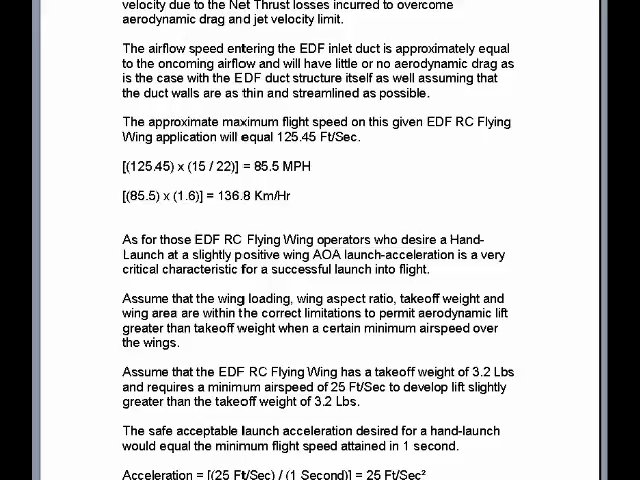 velocity due to the Net Thrust losses incurred to overcome
aerodynamic drag and jet velocity limit.
The airflow speed entering the EDF inlet duct is approximately equal
to the oncoming airflow and will have little or no aerodynamic drag as
is the case with the EDF duct structure itself as well assuming that
the duct walls are as thin and streamlined as possible.
The approximate maximum flight speed on this given EDF RC Flying
Wing application will equal 125.45 Ft/Sec.
[(125.45) x (15 / 22)] = 85.5 MPH
[(85.5) x (1.6)] = 136.8 Km/Hr
As for those EDF RC Flying Wing operators who desire a Hand-
Launch at a slightly positive wing AOA launch-acceleration is a very
critical characteristic for a successful launch into flight.
Assume that the wing loading, wing aspect ratio, takeoff weight and
wing area are within the correct limitations to permit aerodynamic lift
greater than takeoff weight when a certain minimum airspeed over
the wings.
Assume that the EDF RC Flying Wing has a takeoff weight of 3.2 Lbs
and requires a minimum airspeed of 25 Ft/Sec to develop lift slightly
greater than the takeoff weight of 3.2 Lbs.
The safe acceptable launch acceleration desired for a hand-launch
would equal the minimum flight speed attained in 1 second.
Acceleration = [(25 Ft/Sec) / (1 Second)] = 25 Ft/Sec²